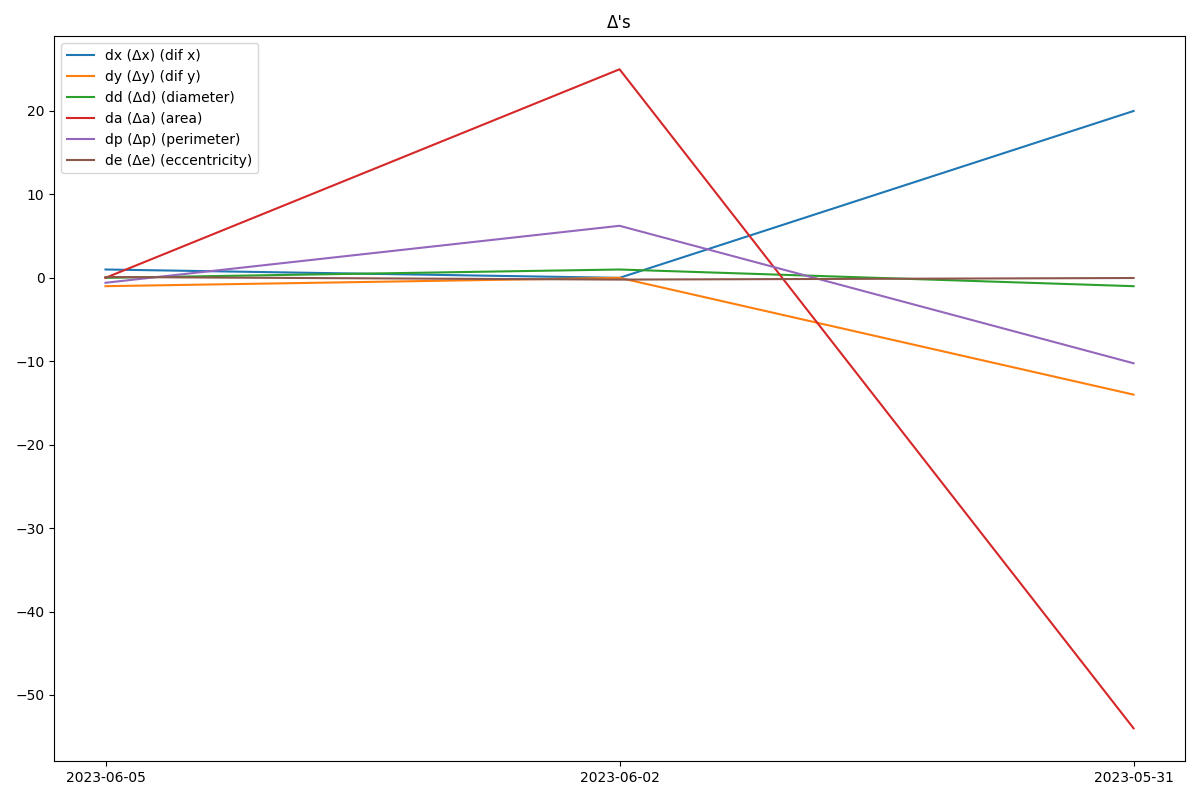 Δ's
dx (Δx) (dif x)
dy (Δy) (dif y)
dd (Δd) (diameter)
da (Δa) (area)
dp (Δp) (perimeter)
de (Δe) (eccentricity)
20
10
0
−10
−20
−30
−40
−50
2023-06-05 2023-06-02 2023-05-31